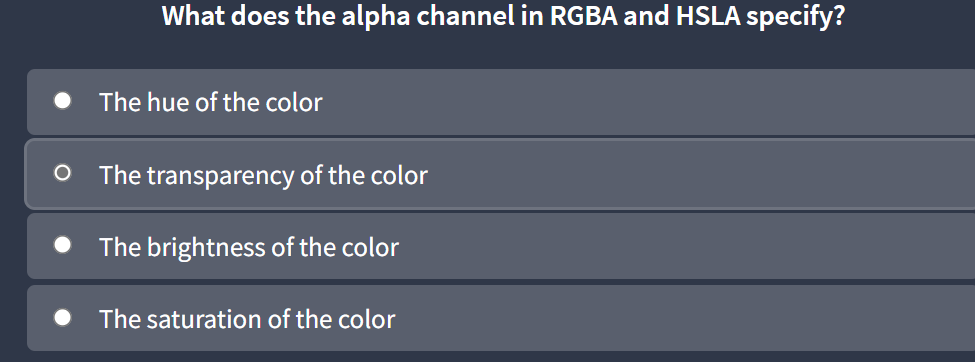 What does the alpha channel in RGBA and HSLA specify?
The hue of the color
The transparency of the color
The brightness of the color
The saturation of the color